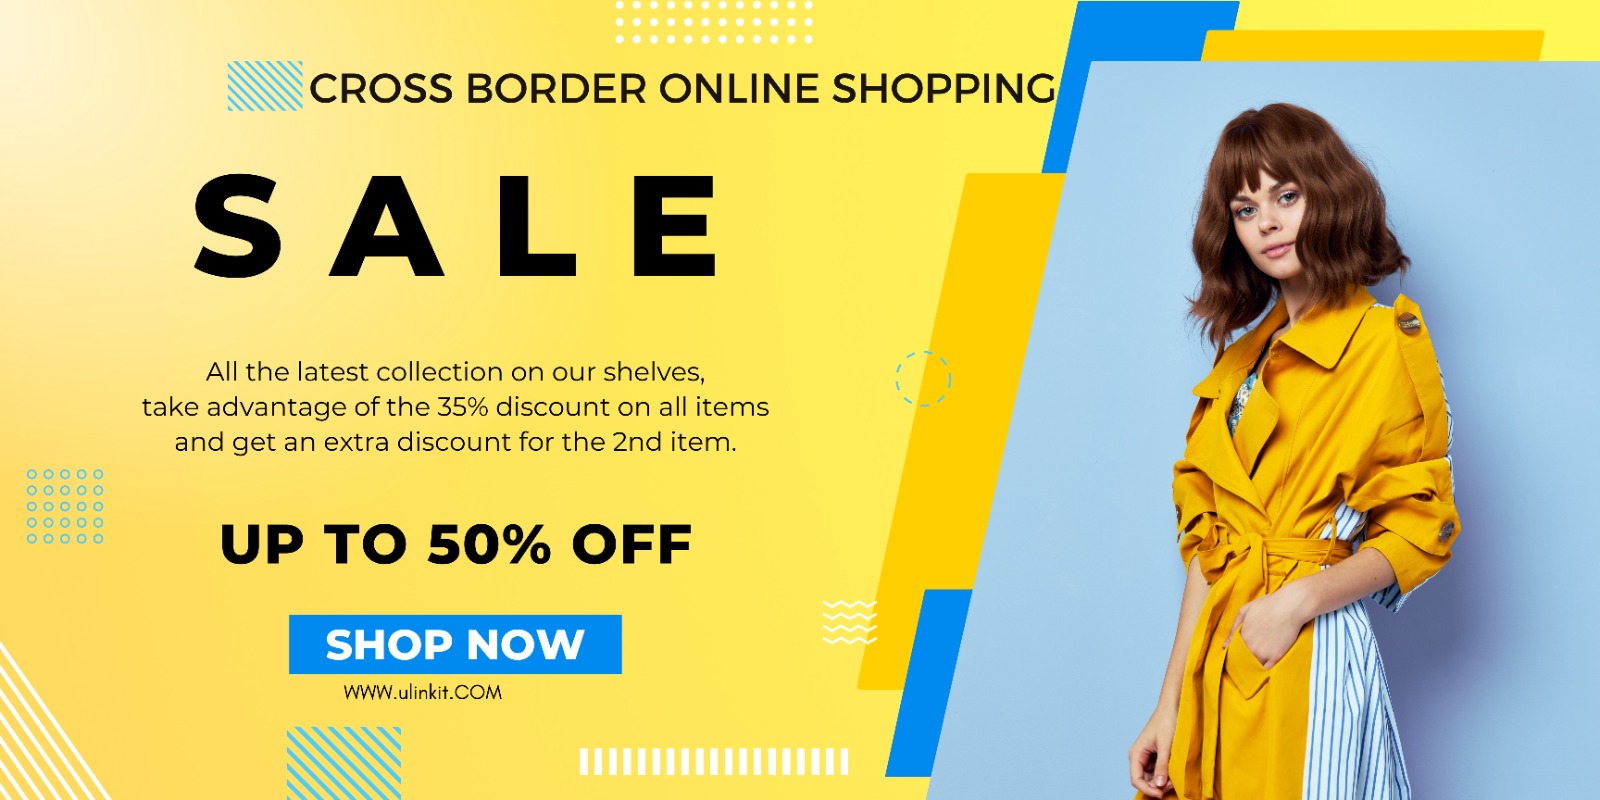 CROSS BORDER ONLINE SHOPPING
SALE
All the latest collection on our shelves,
take advantage of the 35% discount on all items
and get an extra discount for the 2nd item.
UP TO 50% OFF
SHOP NOW
WWW.ulinkit.COM